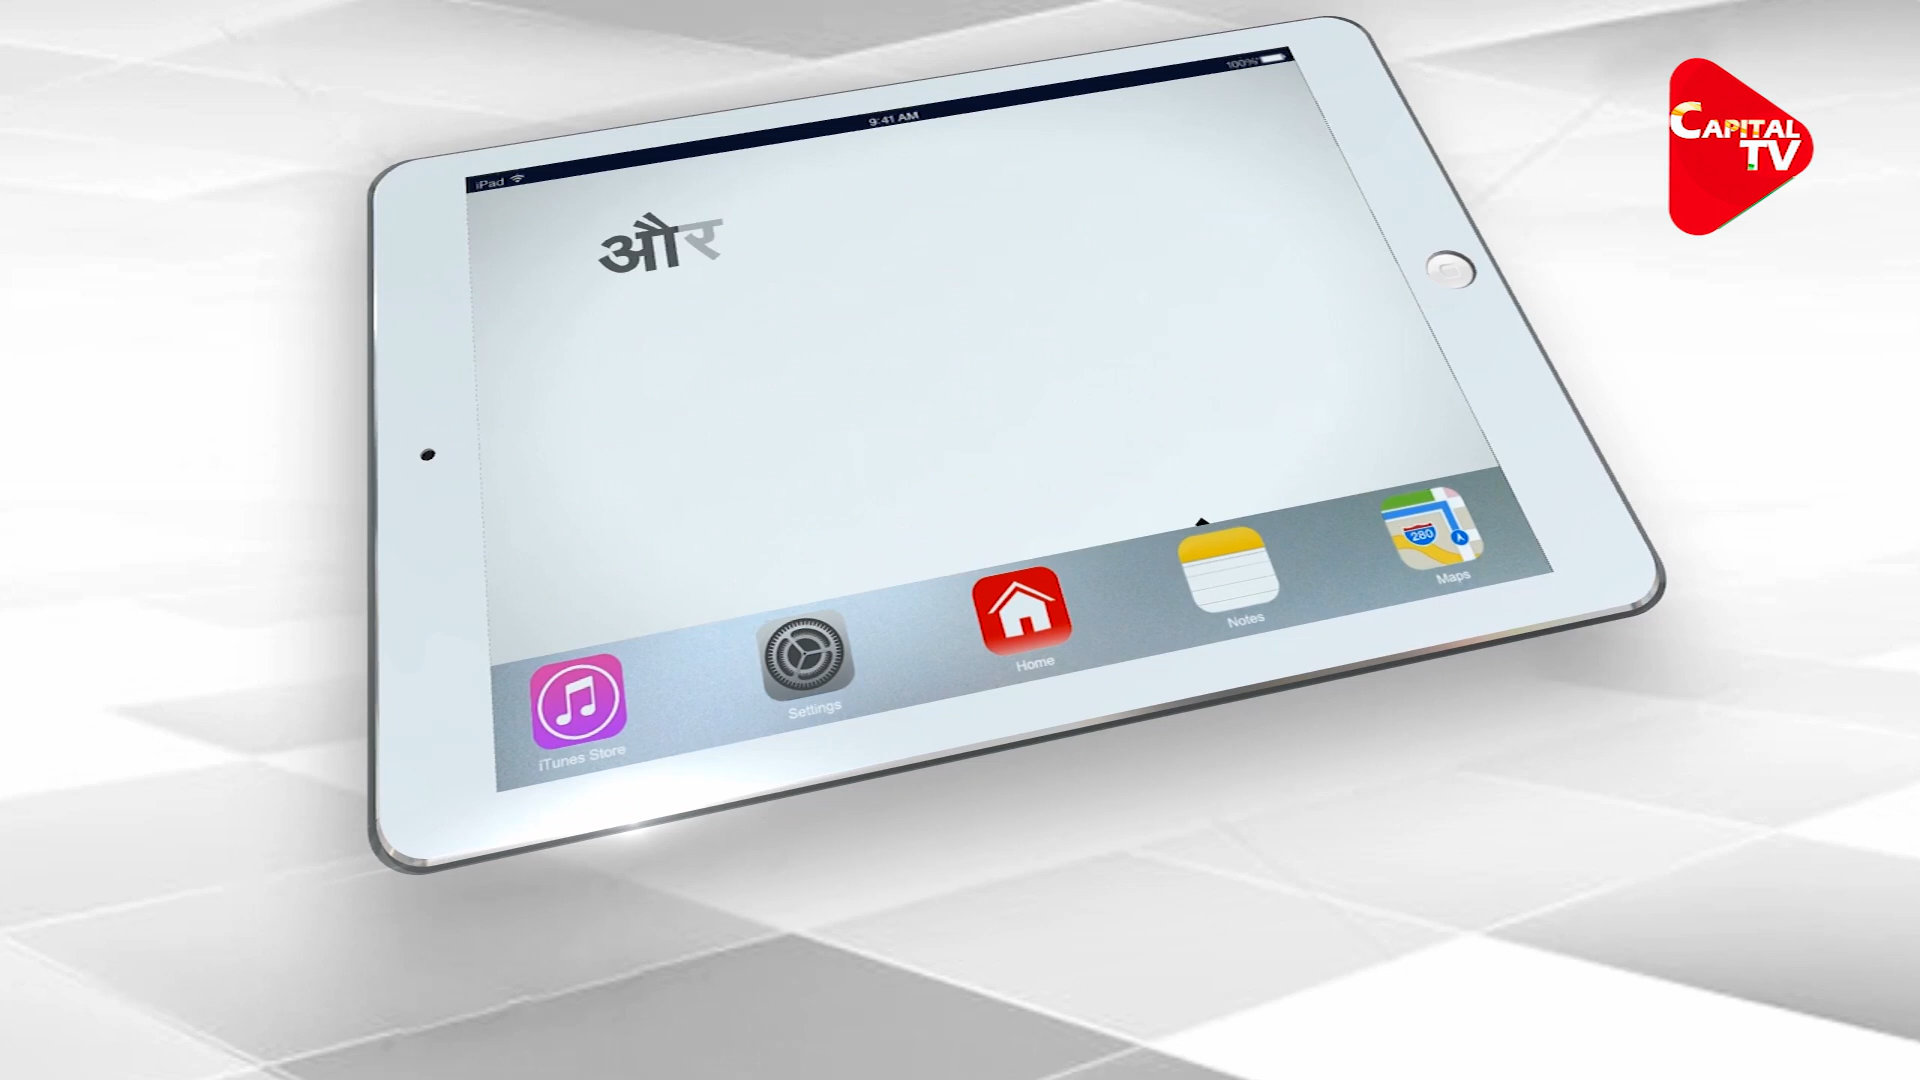 CAPITAL
TV
iPad
9:41 AM
100%
और
280
iTunes Store
Settings
Home
Notes
Maps